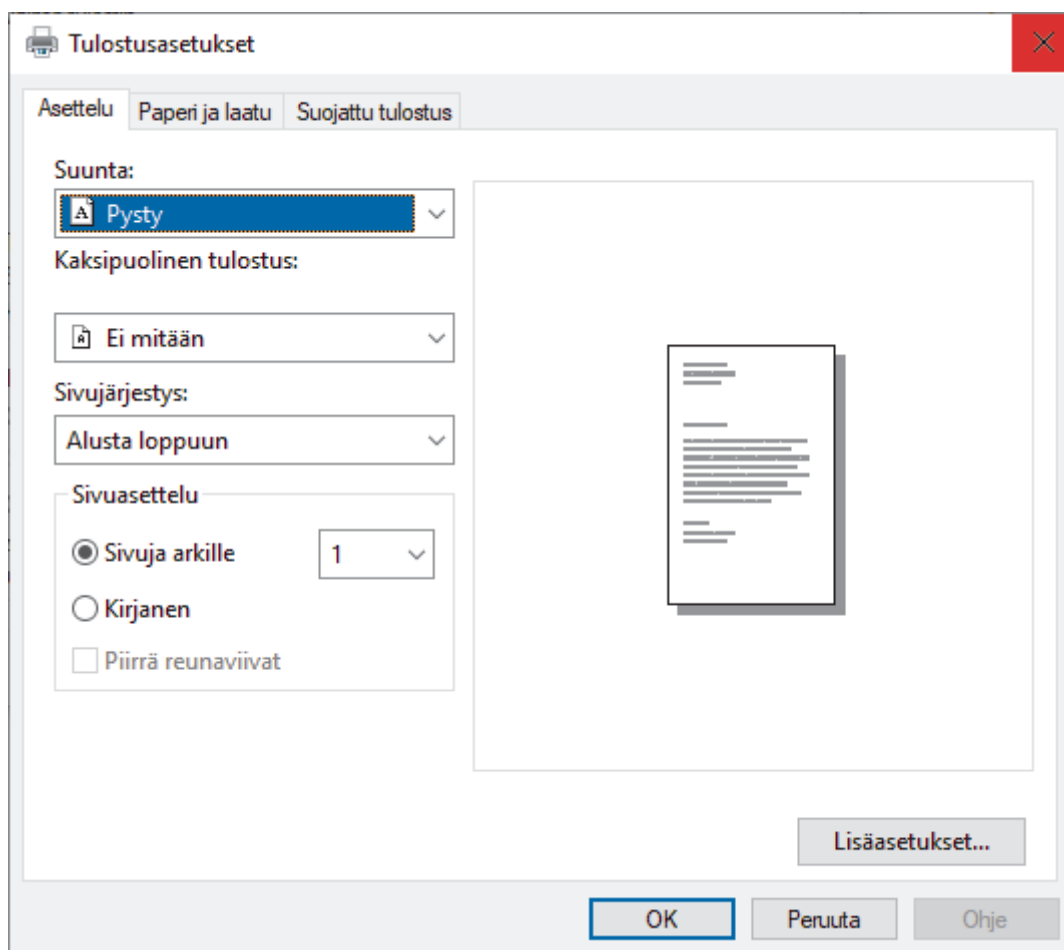 Tulostusasetukset
Asettelu Paperi ja laatu Suojattu tulostus
Suunta:
A Pysty
Kaksipuolinen tulostus:
A Ei mitään
Sivujärjestys:
Alusta loppuun
Sivuasettelu
Sivuja arkille 1
Kirjanen
Piirrä reunaviivat
Lisäasetukset...
OK Peruuta Ohje